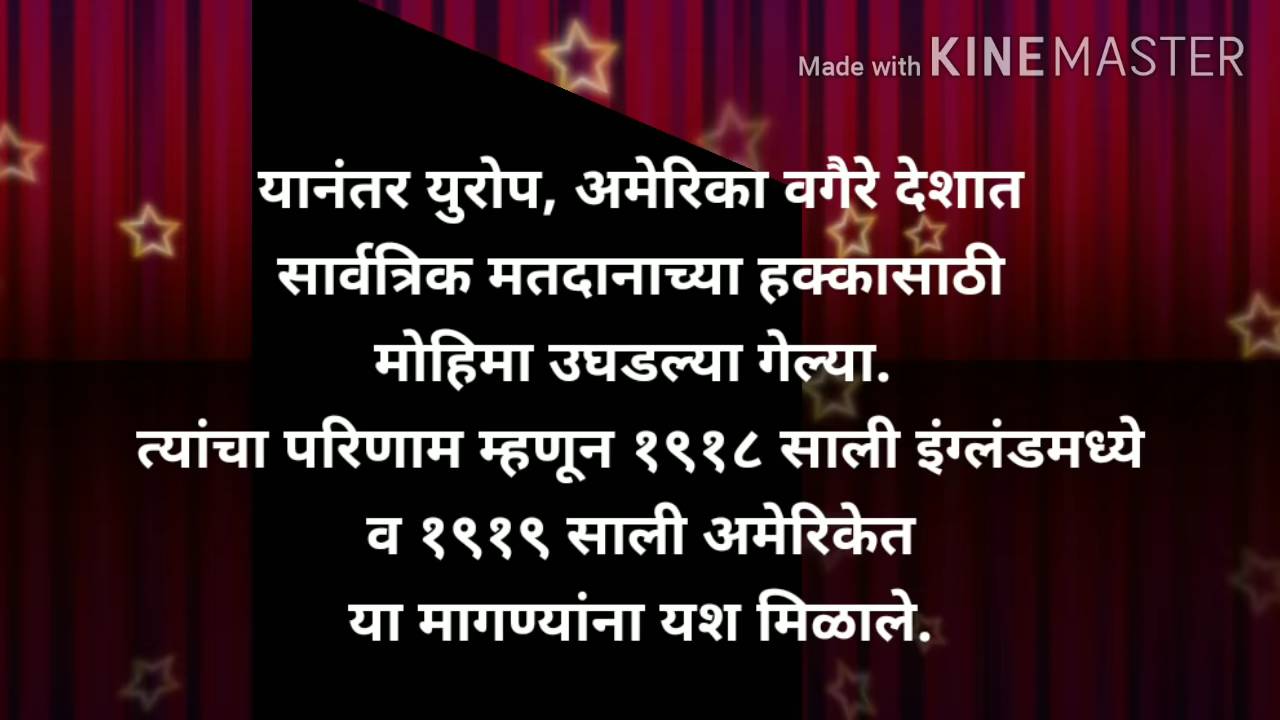 Made with KINEMASTER
यानंतर युरोप, अमेरिका वगैरे देशात
सार्वत्रिक मतदानाच्या हक्कासाठी
मोहिमा उघडल्या गेल्या.
त्यांचा परिणाम म्हणून १९१८ साली इंग्लंडमध्ये
व १९१९ साली अमेरिकेत
या मागण्यांना यश मिळाले.